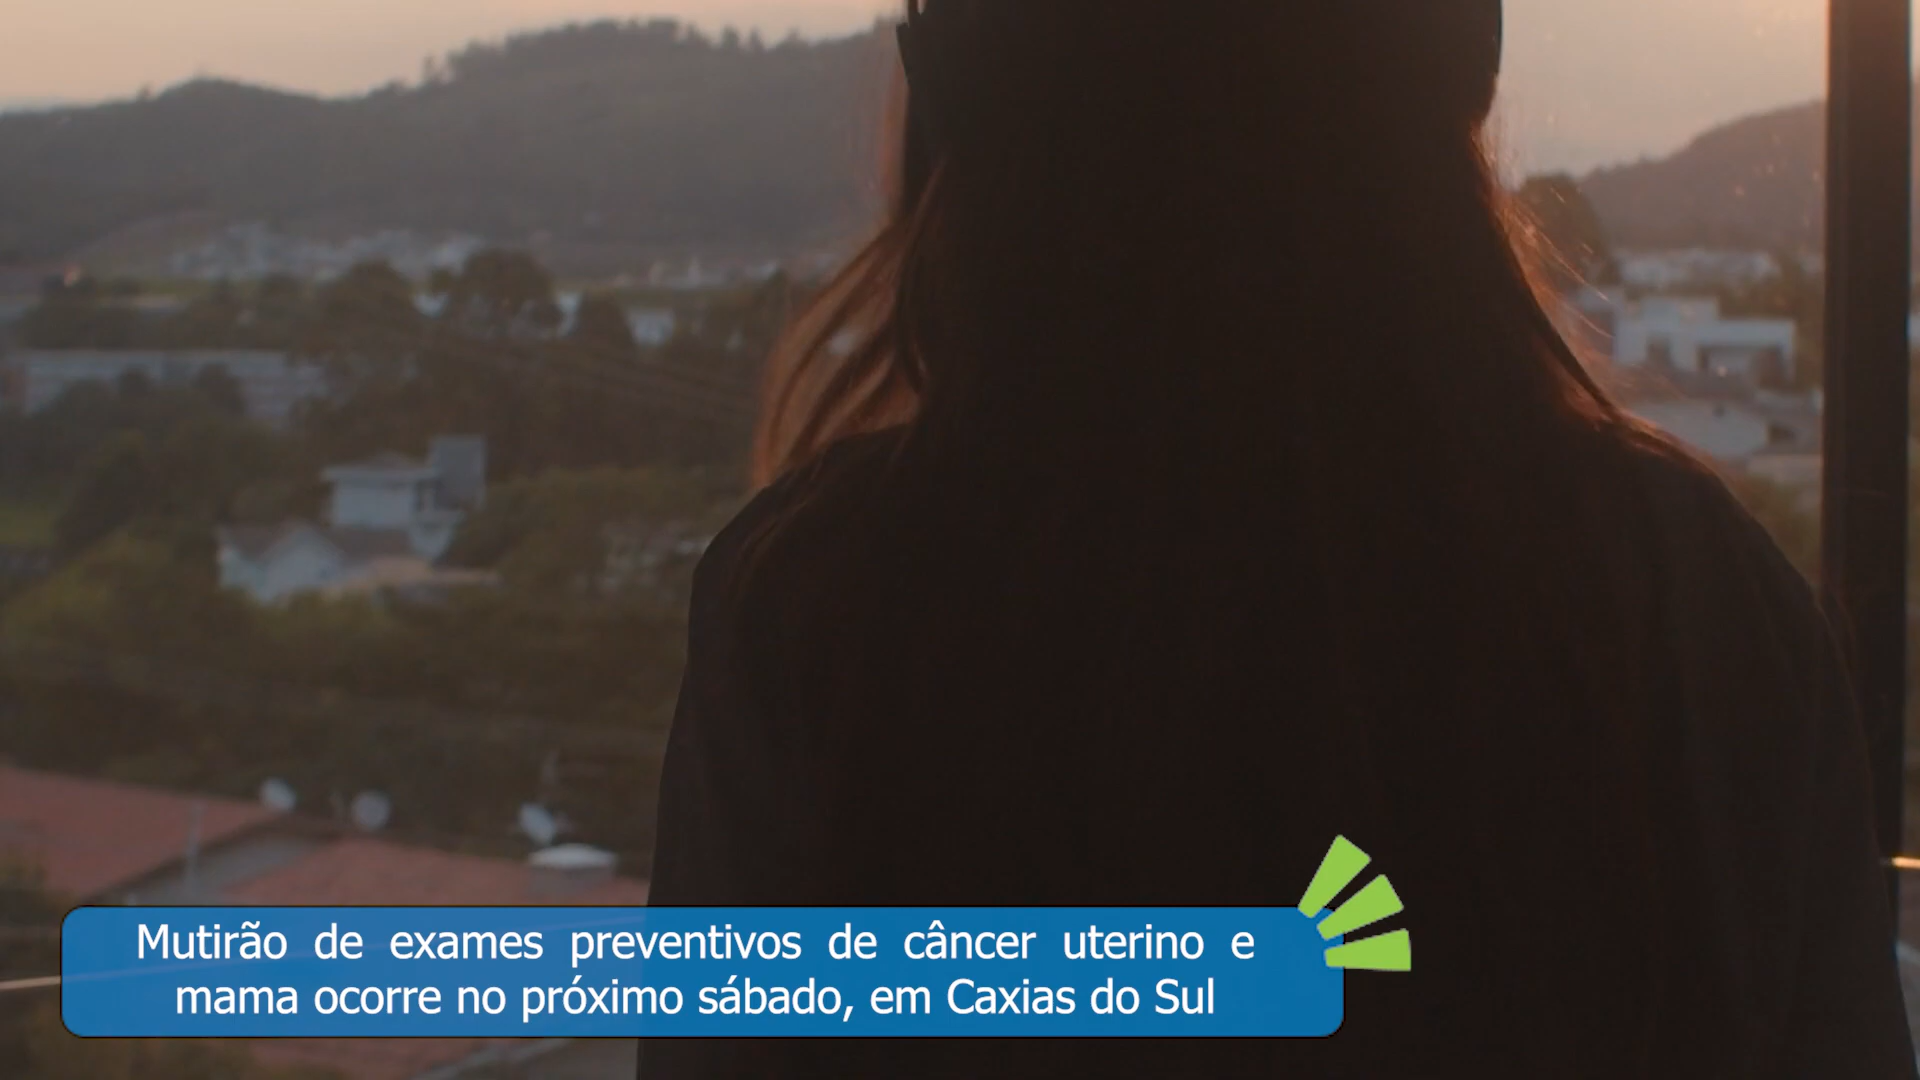 Mutirão de exames preventivos de câncer uterino e
mama ocorre no próximo sábado, em Caxias do Sul